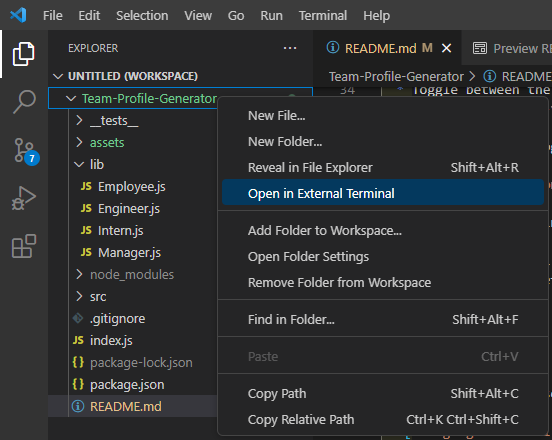 File Edit Selection View Go Run Terminal Help
EXPLORER
UNTITLED (WORKSPACE)
Team-Profile-Generator
__tests__
assets
lib
JS Employee.js
JS Engineer.js
JS Intern.js
JS Manager.js
node_modules
src
.gitignore
JS index.js
{} package-lock.json
{} package.json
README.md
7
README.md M
Preview RE
Team-Profile-Generator > README
34 * Toggle between the
New File...
New Folder...
Reveal in File Explorer Shift+Alt+R
Open in External Terminal
Add Folder to Workspace...
Open Folder Settings
Remove Folder from Workspace
Find in Folder... Shift+Alt+F
Paste Ctrl+V
Copy Path Shift+Alt+C
Copy Relative Path Ctrl+K Ctrl+Shift+C